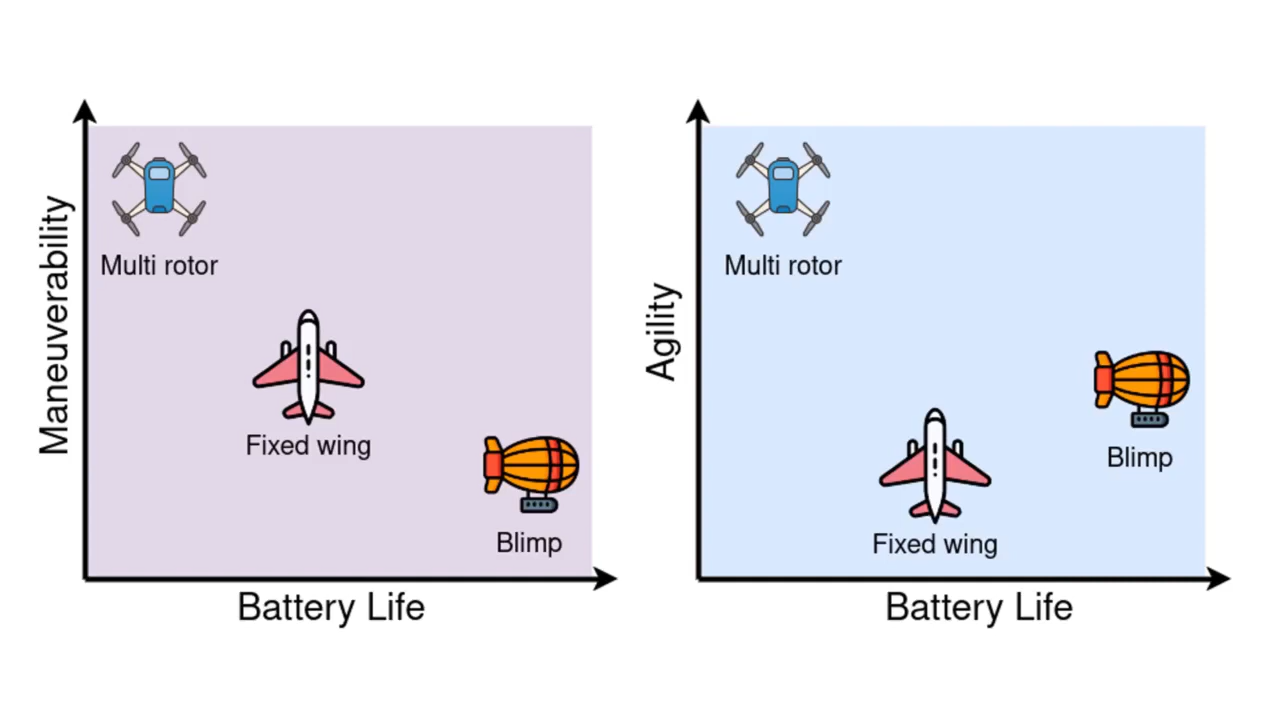 Maneuverability
Multi rotor
Fixed wing
Blimp
Battery Life
Agility
Multi rotor
Blimp
Fixed wing
Battery Life